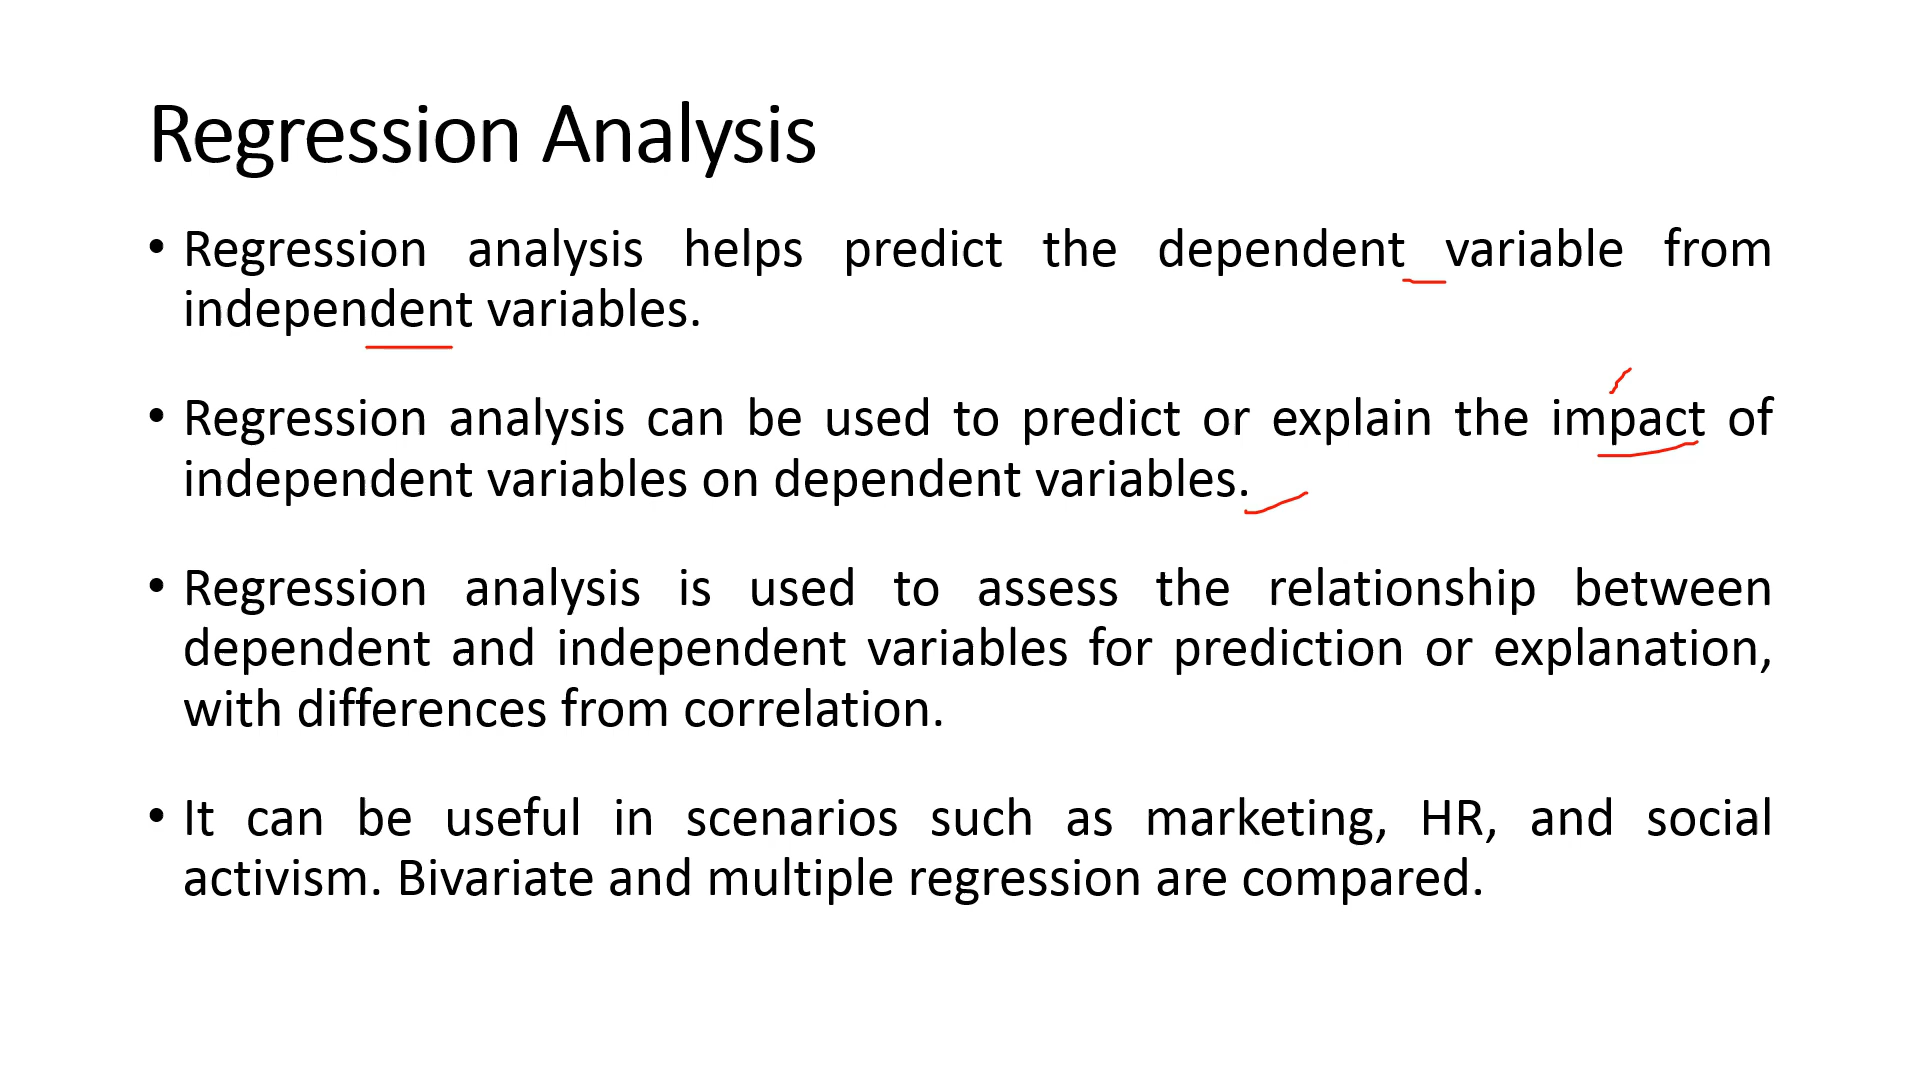 Regression Analysis
• Regression analysis helps predict the dependent variable from
independent variables.
• Regression analysis can be used to predict or explain the impact of
independent variables on dependent variables.
• Regression analysis is used to assess the relationship between
dependent and independent variables for prediction or explanation,
with differences from correlation.
• It can be useful in scenarios such as marketing, HR, and social
activism. Bivariate and multiple regression are compared.